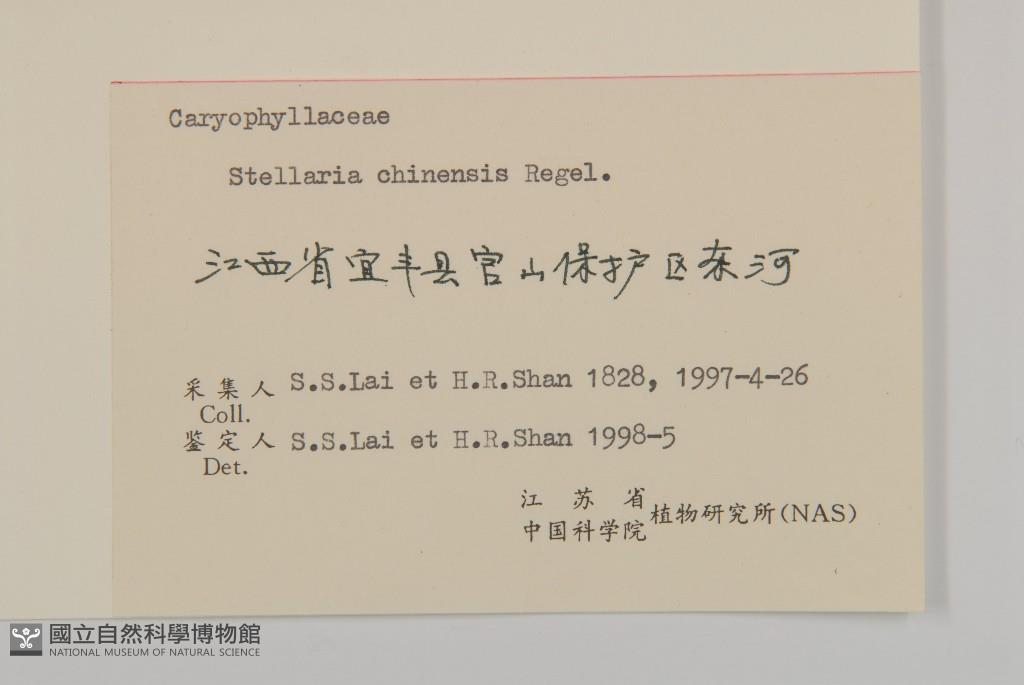 Caryophyllaceae
Stellaria chinensis Regel.
江西省宜丰县官山保护区东河
采集人 S.S.Lai et H.R.Shan 1828, 1997-4-26
Coll.
鉴定人 S.S.Lai et H.R.Shan 1998-5
Det.
江苏省
中国科学院
植物研究所(NAS)
國立自然科學博物館
NATIONAL MUSEUM OF NATURAL SCIENCE